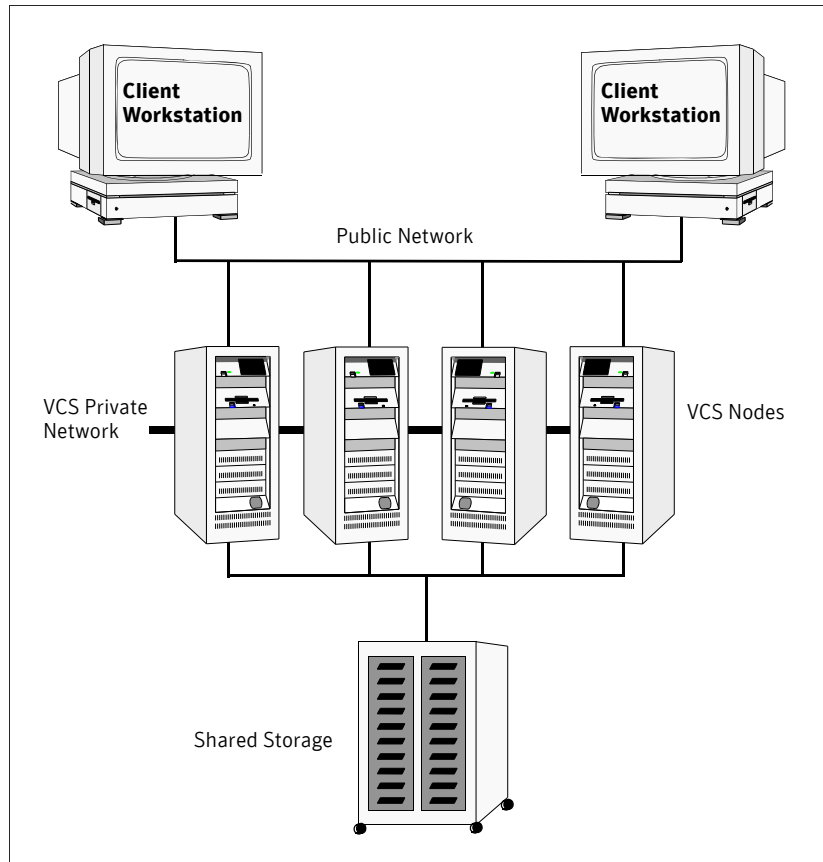 Client
Workstation
Client
Workstation
Public Network
VCS Private
Network
VCS Nodes
Shared Storage